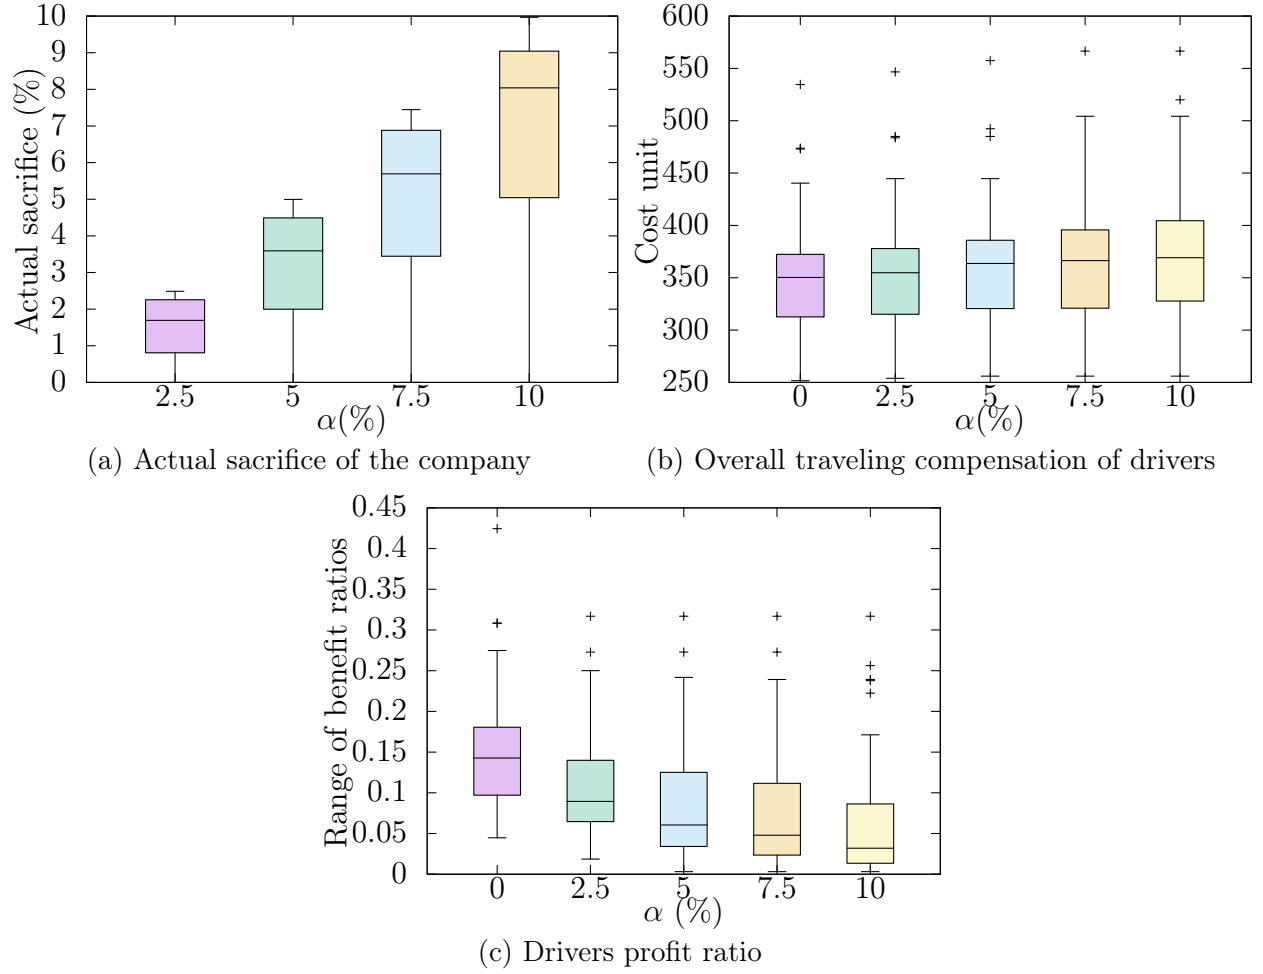 10
9
8
7
6
5
4
3
2
1
0
Actual sacrifice (%)
2.5 5 7.5 10
α(%)
(a) Actual sacrifice of the company
600
550
500
450
400
350
300
250
Cost unit
0 2.5 5 7.5 10
α(%)
(b) Overall traveling compensation of drivers
0.45
0.4
0.35
0.3
0.25
0.2
0.15
0.1
0.05
0
Range of benefit ratios
0 2.5 5 7.5 10
α (%)
(c) Drivers profit ratio